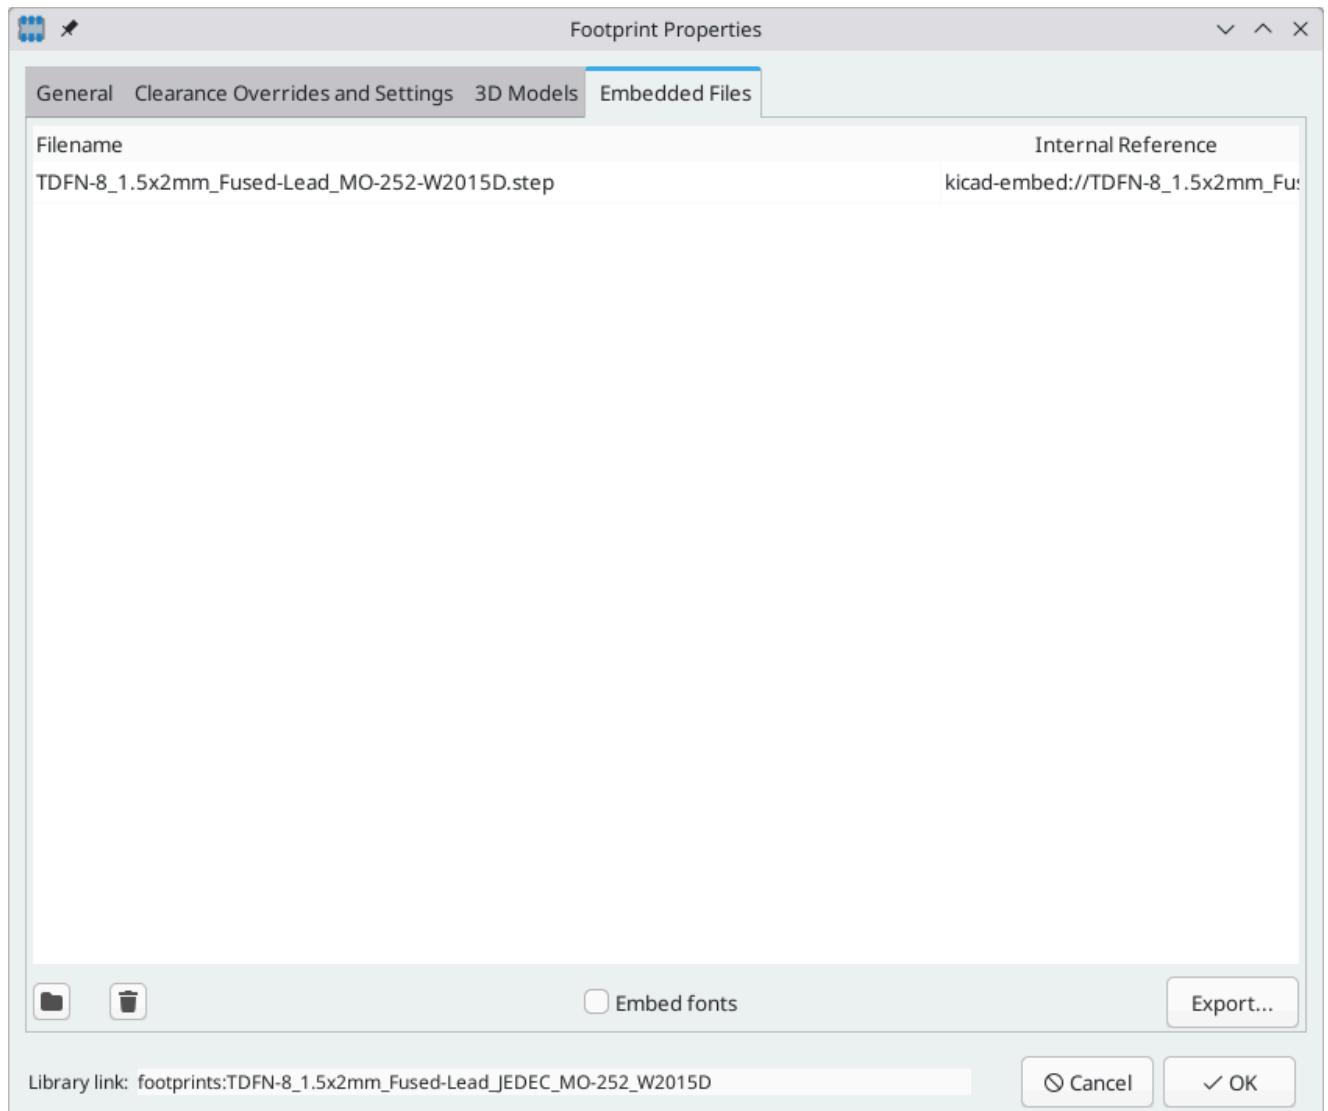 Footprint Properties
General Clearance Overrides and Settings 3D Models Embedded Files
Filename Internal Reference
TDFN-8_1.5x2mm_Fused-Lead_MO-252-W2015D.step kicad-embed://TDFN-8_1.5x2mm_Fus
Embed fonts Export...
Library link: footprints:TDFN-8_1.5x2mm_Fused-Lead_JEDEC_MO-252_W2015D Cancel OK